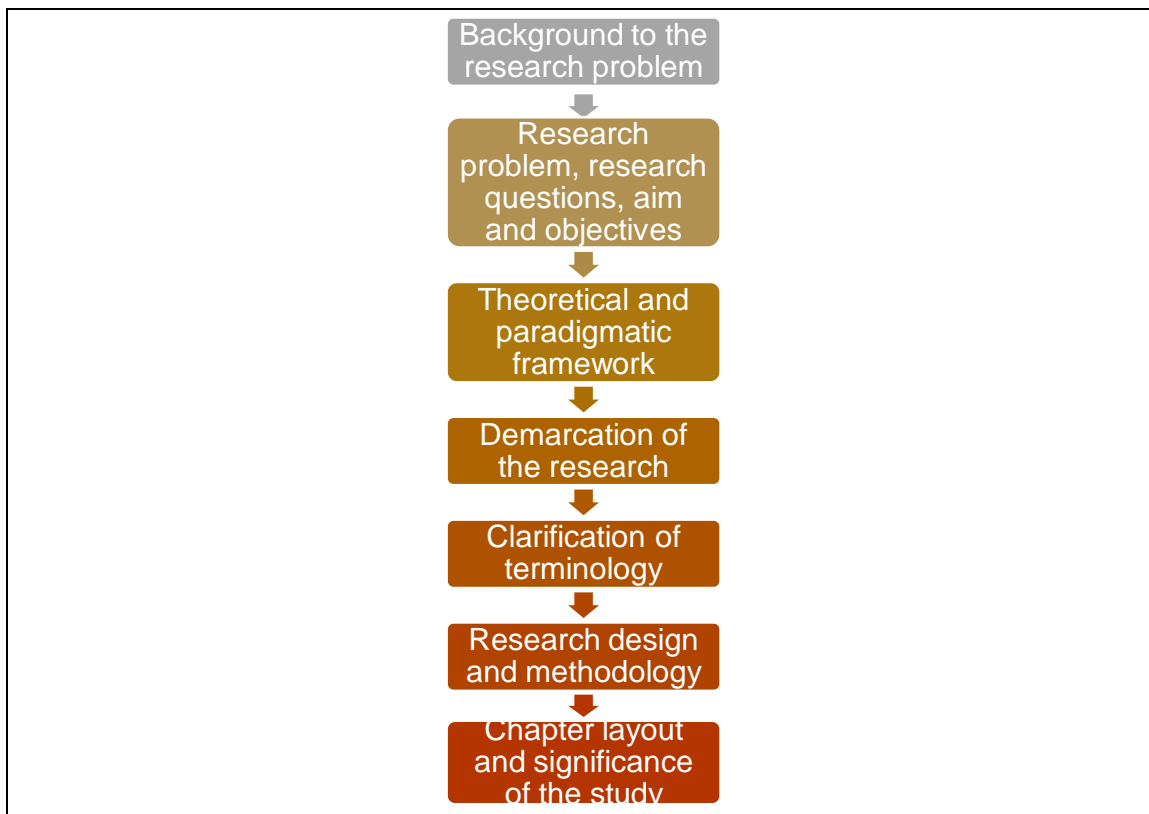 Background to the
research problem
Research
problem, research
questions, aim
and objectives
Theoretical and
paradigmatic
framework
Demarcation of
the research
Clarification of
terminology
Research design
and methodology
Chapter layout
and significance
of the study